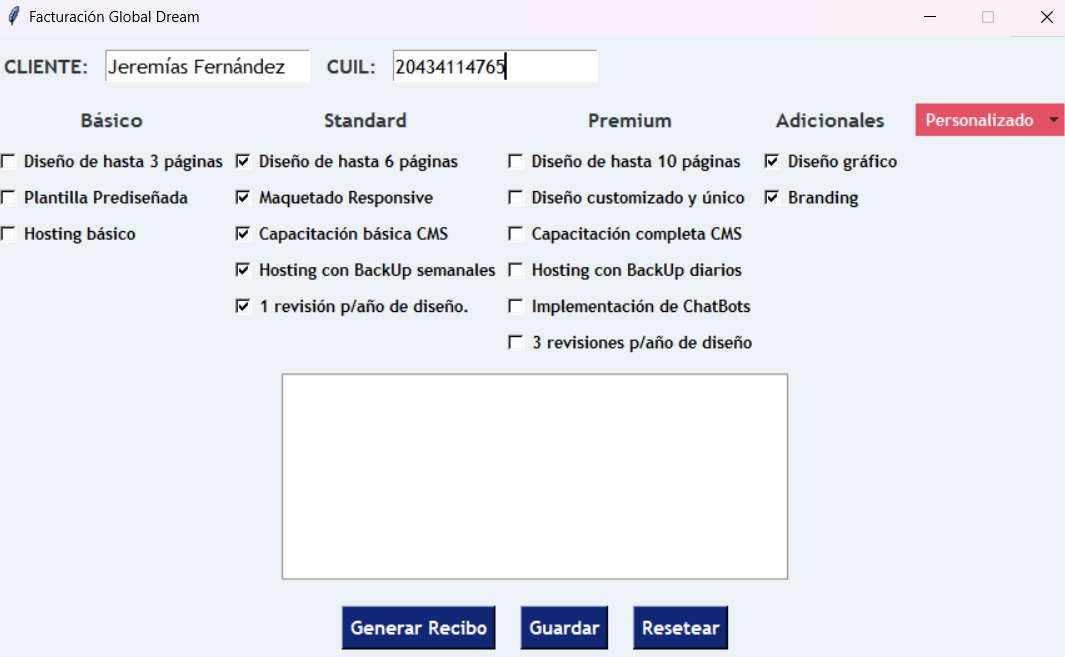 Facturación Global Dream
CLIENTE: Jeremías Fernández CUIL: 20434114765
Básico Standard Premium Adicionales Personalizado
Diseño de hasta 3 páginas Diseño de hasta 6 páginas Diseño de hasta 10 páginas Diseño gráfico
Plantilla Prediseñada Maquetado Responsive Diseño customizado y único Branding
Hosting básico Capacitación básica CMS Capacitación completa CMS
Hosting con BackUp semanales Hosting con BackUp diarios
1 revisión p/año de diseño. Implementación de ChatBots
3 revisiones p/año de diseño
Generar Recibo Guardar Resetear